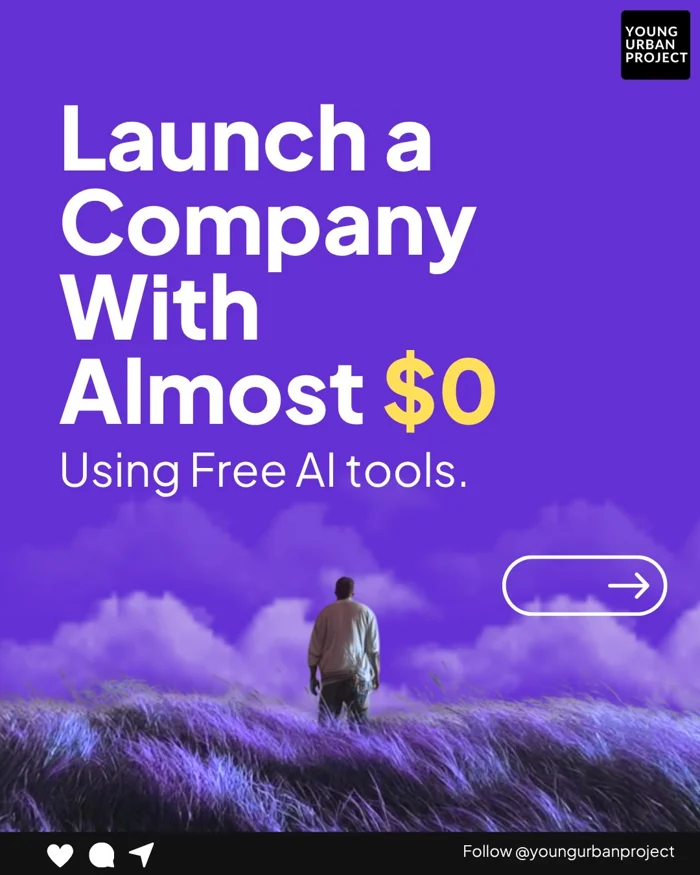 YOUNG
URBAN
PROJECT
Launch a
Company
With
Almost $0
Using Free AI tools.
Follow @youngurbanproject